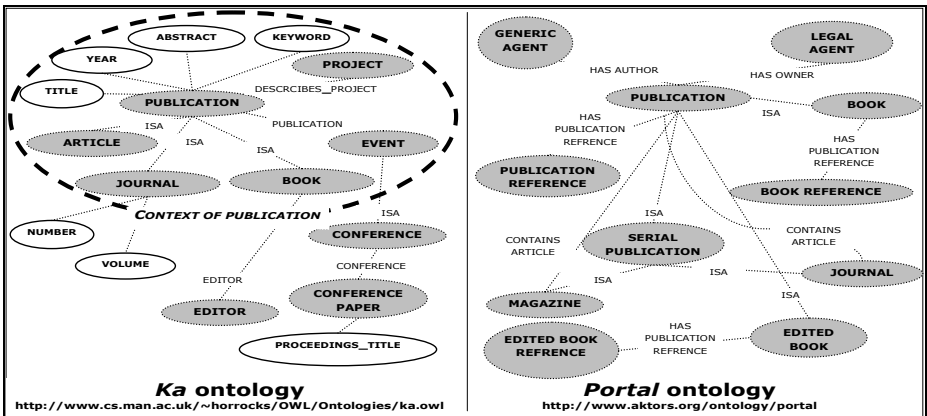 ABSTRACT
KEYWORD
YEAR
PROJECT
TITLE
DESCRCIBES_PROJECT
PUBLICATION
PUBLICATION
ISA
ARTICLE
ISA
ISA
EVENT
JOURNAL
BOOK
CONTEXT OF PUBLICATION
ISA
NUMBER
CONFERENCE
VOLUME
CONFERENCE
EDITOR
CONFERENCE
PAPER
EDITOR
PROCEEDINGS_TITLE
Ka ontology
http://www.cs.man.ac.uk/~horrocks/OWL/Ontologies/ka.owl
GENERIC
AGENT
LEGAL
AGENT
HAS AUTHOR
HAS OWNER
PUBLICATION
ISA
BOOK
HAS
PUBLICATION
REFRENCE
HAS
PUBLICATION
REFERENCE
PUBLICATION
REFERENCE
BOOK REFERENCE
ISA
CONTAINS
ARTICLE
SERIAL
PUBLICATION
CONTAINS
ARTICLE
ISA
ISA
JOURNAL
MAGAZINE
ISA
EDITED BOOK
REFRENCE
HAS
PUBLICATION
REFRENCE
EDITED
BOOK
Portal ontology
http://www.aktors.org/ontology/portal